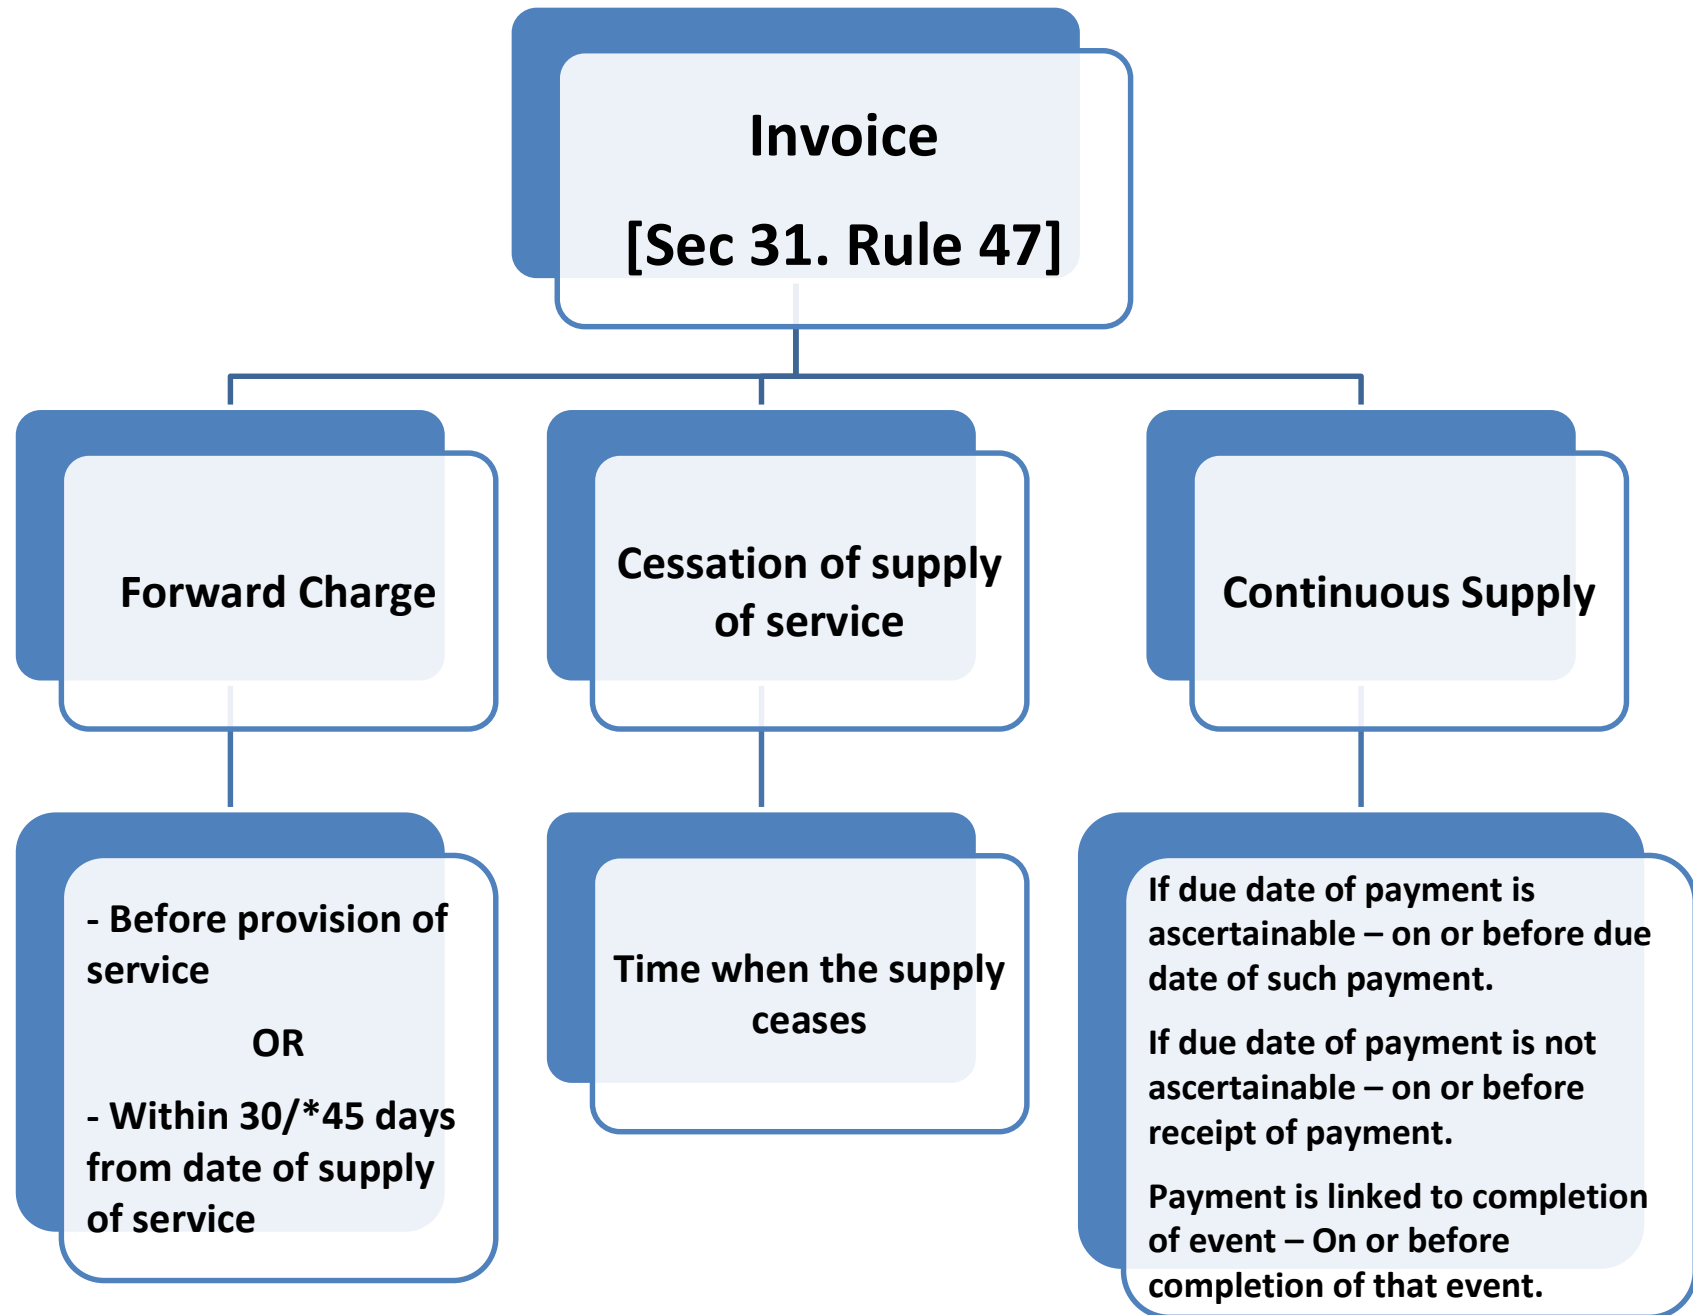 Invoice
[Sec 31. Rule 47]
Forward Charge
Cessation of supply
of service
Continuous Supply
- Before provision of
service
OR
- Within 30/*45 days
from date of supply
of service
Time when the supply
ceases
If due date of payment is
ascertainable – on or before due
date of such payment.
If due date of payment is not
ascertainable – on or before
receipt of payment.
Payment is linked to completion
of event – On or before
completion of that event.